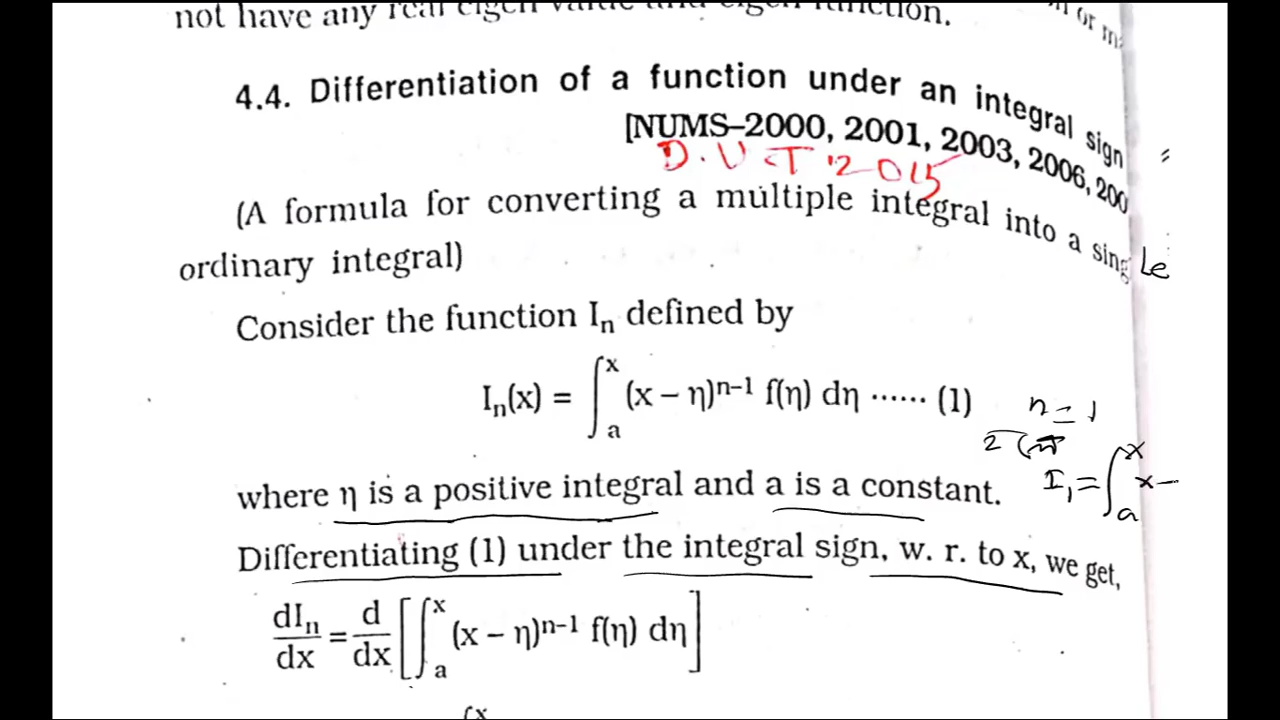 not have any real eigen value and eigen function.
4.4. Differentiation of a function under an integral sign
[NUMS–2000, 2001, 2003, 2006, 200
D.U CT '2015
(A formula for converting a multiple integral into a single
ordinary integral)
Consider the function Iₙ defined by
Iₙ(x) = ∫ₐˣ (x – η)ⁿ⁻¹ f(η) dη ...... (1)
n = 1
where η is a positive integral and a is a constant.
I₁ = ∫ₐˣ x –
Differentiating (1) under the integral sign, w. r. to x, we get,
dIₙ/dx = d/dx [∫ₐˣ (x – η)ⁿ⁻¹ f(η) dη]
∫x